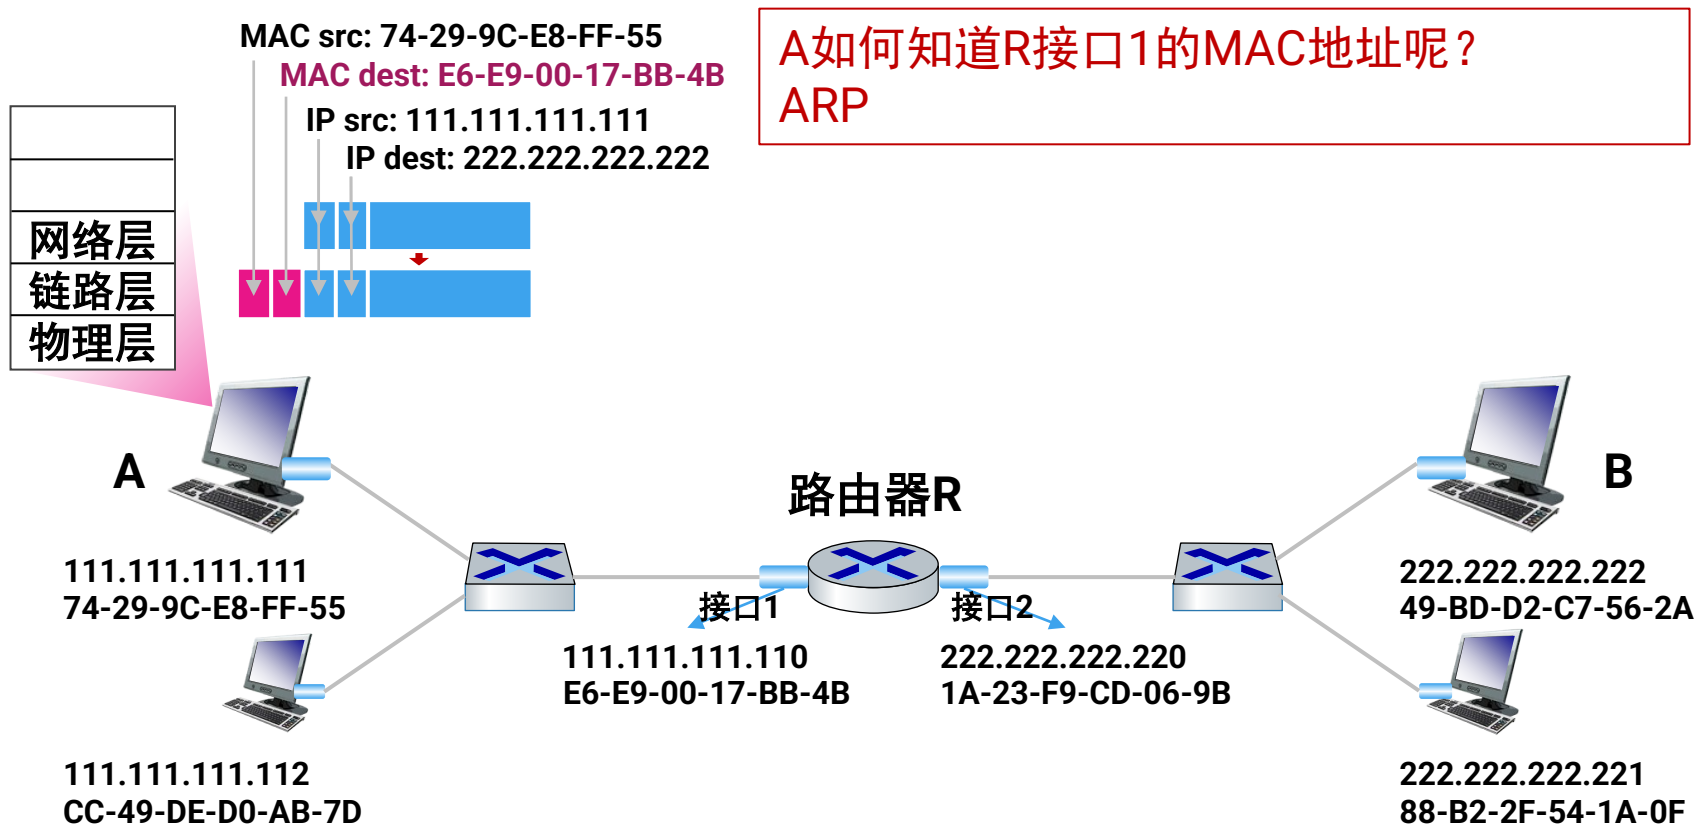 MAC src: 74-29-9C-E8-FF-55
MAC dest: E6-E9-00-17-BB-4B
IP src: 111.111.111.111
IP dest: 222.222.222.222
A如何知道R接口1的MAC地址呢？
ARP
网络层
链路层
物理层
A
B
路由器R
111.111.111.111
74-29-9C-E8-FF-55
接口1
接口2
222.222.222.222
49-BD-D2-C7-56-2A
111.111.111.110
E6-E9-00-17-BB-4B
222.222.222.220
1A-23-F9-CD-06-9B
111.111.111.112
CC-49-DE-D0-AB-7D
222.222.222.221
88-B2-2F-54-1A-0F